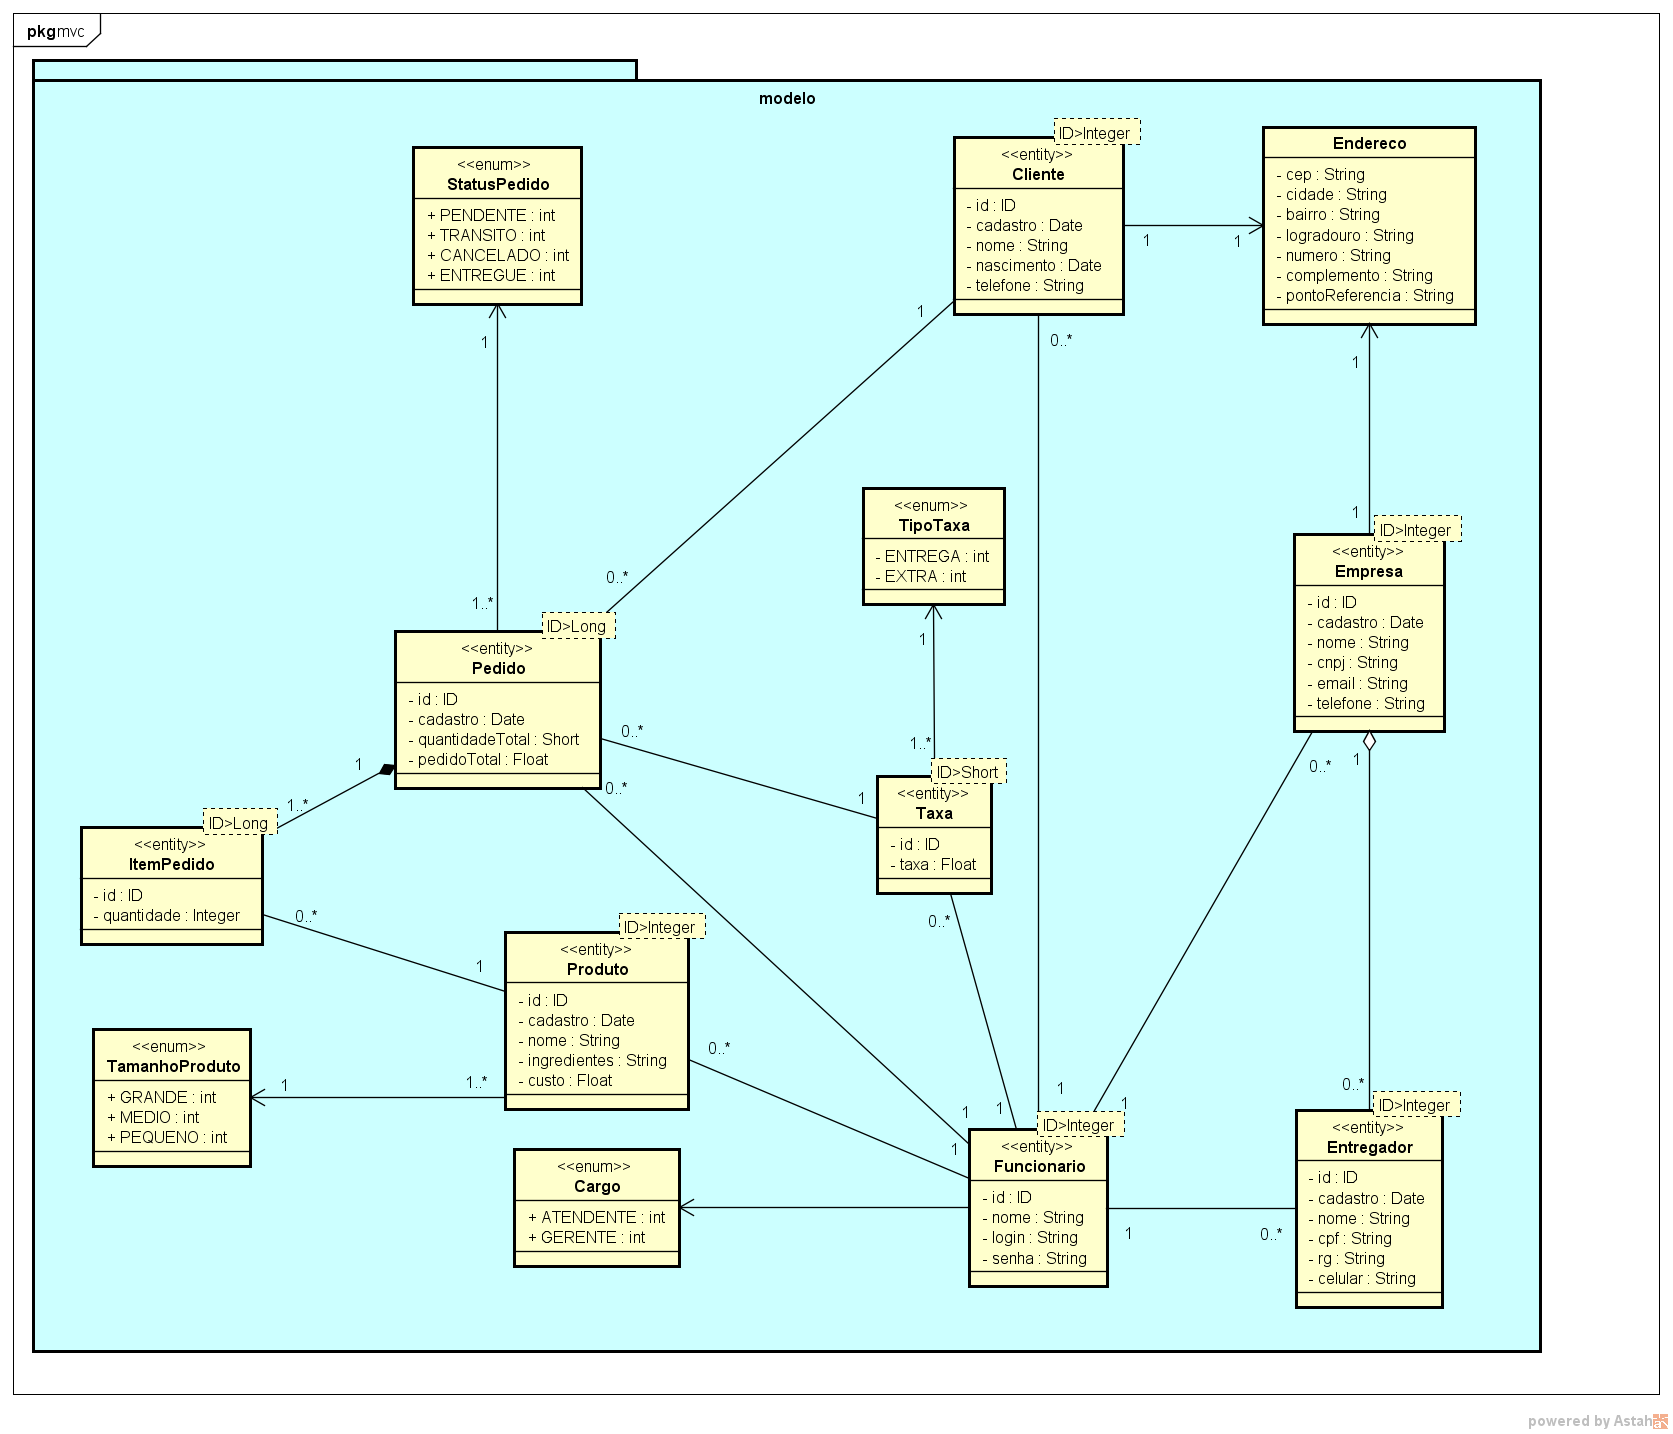 pkg mvc
modelo
<<enum>>
StatusPedido
+ PENDENTE : int
+ TRANSITO : int
+ CANCELADO : int
+ ENTREGUE : int
1
1..*
ID>Integer
<<entity>>
Cliente
- id : ID
- cadastro : Date
- nome : String
- nascimento : Date
- telefone : String
1
1
1
0..*
Endereco
- cep : String
- cidade : String
- bairro : String
- logradouro : String
- numero : String
- complemento : String
- pontoReferencia : String
1
1
0..*
<<enum>>
TipoTaxa
- ENTREGA : int
- EXTRA : int
1
1..*
ID>Integer
<<entity>>
Empresa
- id : ID
- cadastro : Date
- nome : String
- cnpj : String
- email : String
- telefone : String
0..*
1
ID>Long
<<entity>>
Pedido
- id : ID
- cadastro : Date
- quantidadeTotal : Short
- pedidoTotal : Float
0..*
1
0..*
1
1..*
ID>Short
<<entity>>
Taxa
- id : ID
- taxa : Float
0..*
ID>Long
<<entity>>
ItemPedido
- id : ID
- quantidade : Integer
0..*
1
ID>Integer
<<entity>>
Produto
- id : ID
- cadastro : Date
- nome : String
- ingredientes : String
- custo : Float
0..*
1..*
1
<<enum>>
TamanhoProduto
+ GRANDE : int
+ MEDIO : int
+ PEQUENO : int
<<enum>>
Cargo
+ ATENDENTE : int
+ GERENTE : int
1
1
1
1
1
ID>Integer
<<entity>>
Funcionario
- id : ID
- nome : String
- login : String
- senha : String
1
0..*
0..*
ID>Integer
<<entity>>
Entregador
- id : ID
- cadastro : Date
- nome : String
- cpf : String
- rg : String
- celular : String
powered by Astah